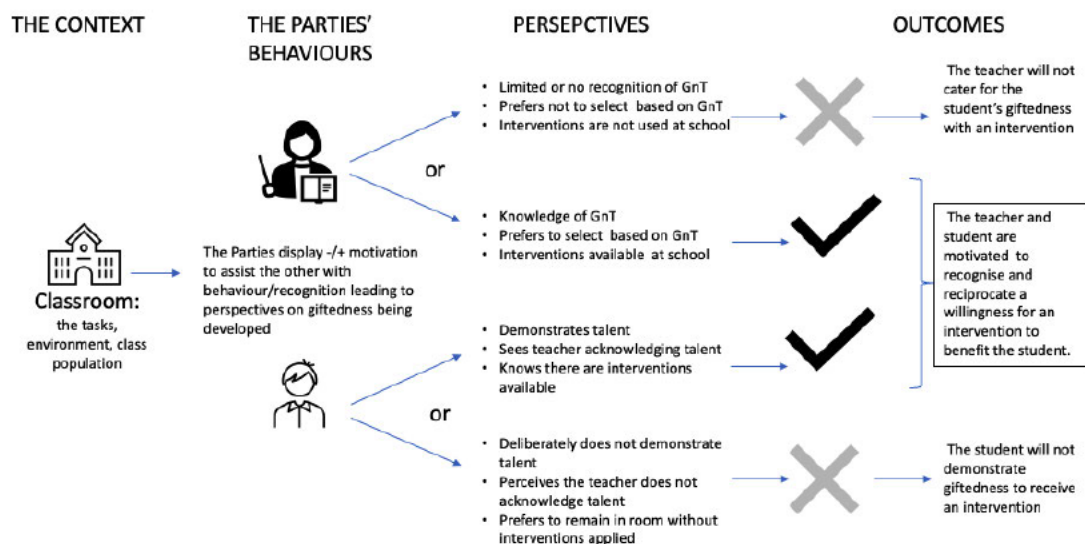 THE CONTEXT
THE PARTIES'
BEHAVIOURS
PERSEPCTIVES
OUTCOMES
• Limited or no recognition of GnT
• Prefers not to select based on GnT
• Interventions are not used at school
The teacher will not
cater for the
student's giftedness
with an intervention
or
• Knowledge of GnT
• Prefers to select based on GnT
• Interventions available at school
The teacher and
student are
motivated to
recognise and
reciprocate a
willingness for an
intervention to
benefit the student.
Classroom:
the tasks,
environment, class
population
The Parties display -/+ motivation
to assist the other with
behaviour/recognition leading to
perspectives on giftedness being
developed
• Demonstrates talent
• Sees teacher acknowledging talent
• Knows there are interventions
available
or
• Deliberately does not demonstrate
talent
• Perceives the teacher does not
acknowledge talent
• Prefers to remain in room without
interventions applied
The student will not
demonstrate
giftedness to receive
an intervention